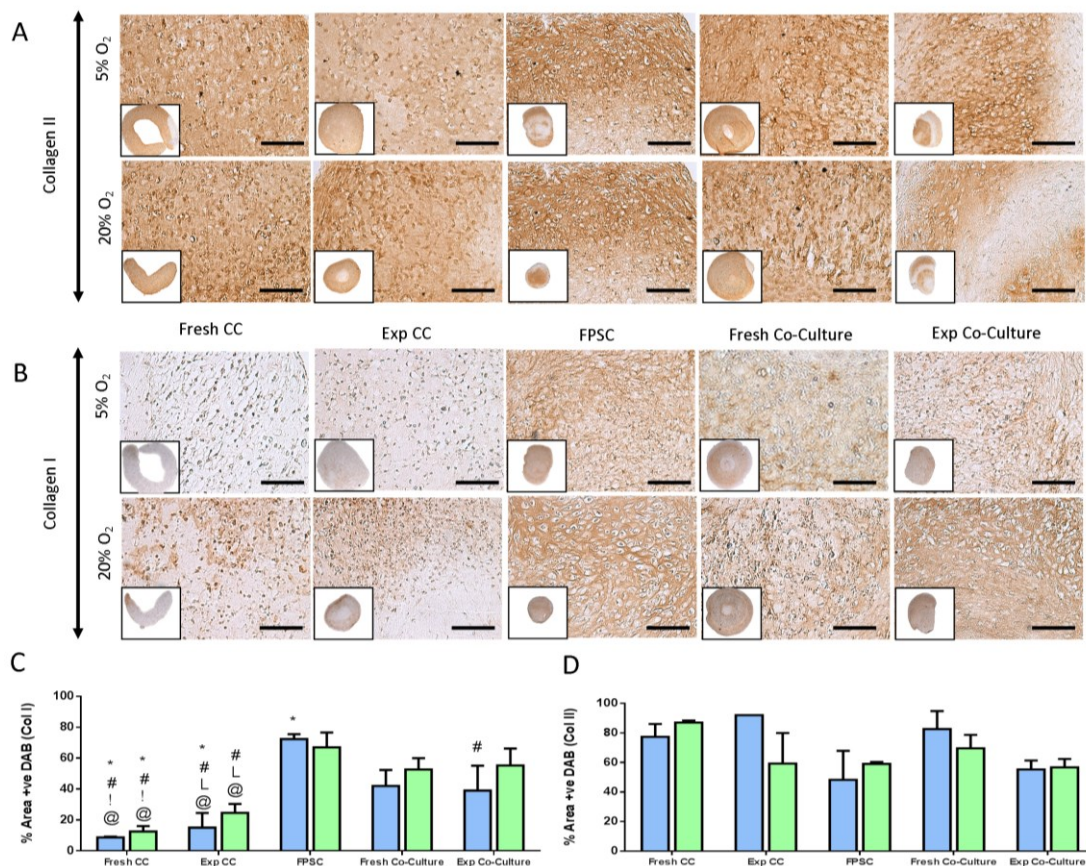 A
Collagen II
5% O2
20% O2
Fresh CC
Exp CC
FPSC
Fresh Co-Culture
Exp Co-Culture
B
Collagen I
5% O2
20% O2
C
% Area +ve DAB (Col I)
100
80
60
40
20
0
*
#
!
@
*
#
!
@
*
#
L
@
#
L
@
*
#
Fresh CC
Exp CC
FPSC
Fresh Co-Culture
Exp Co-Culture
D
% Area +ve DAB (Col II)
100
80
60
40
20
0
Fresh CC
Exp CC
FPSC
Fresh Co-Culture
Exp Co-Culture